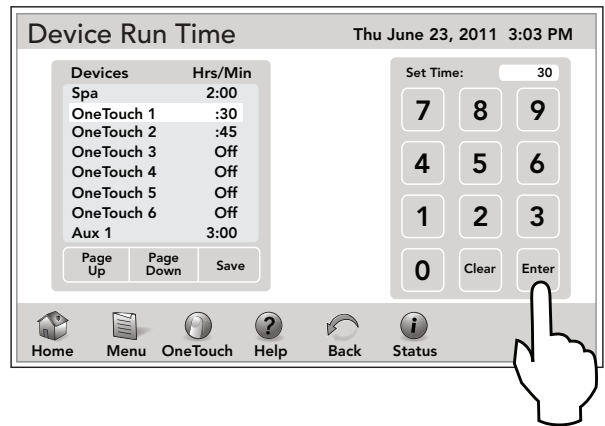 Device Run Time Thu June 23, 2011 3:03 PM
Devices Hrs/Min
Spa 2:00
OneTouch 1 :30
OneTouch 2 :45
OneTouch 3 Off
OneTouch 4 Off
OneTouch 5 Off
OneTouch 6 Off
Aux 1 3:00
Page Up Page Down Save
Set Time: 30
7 8 9
4 5 6
1 2 3
0 Clear Enter
? i
Home Menu OneTouch Help Back Status